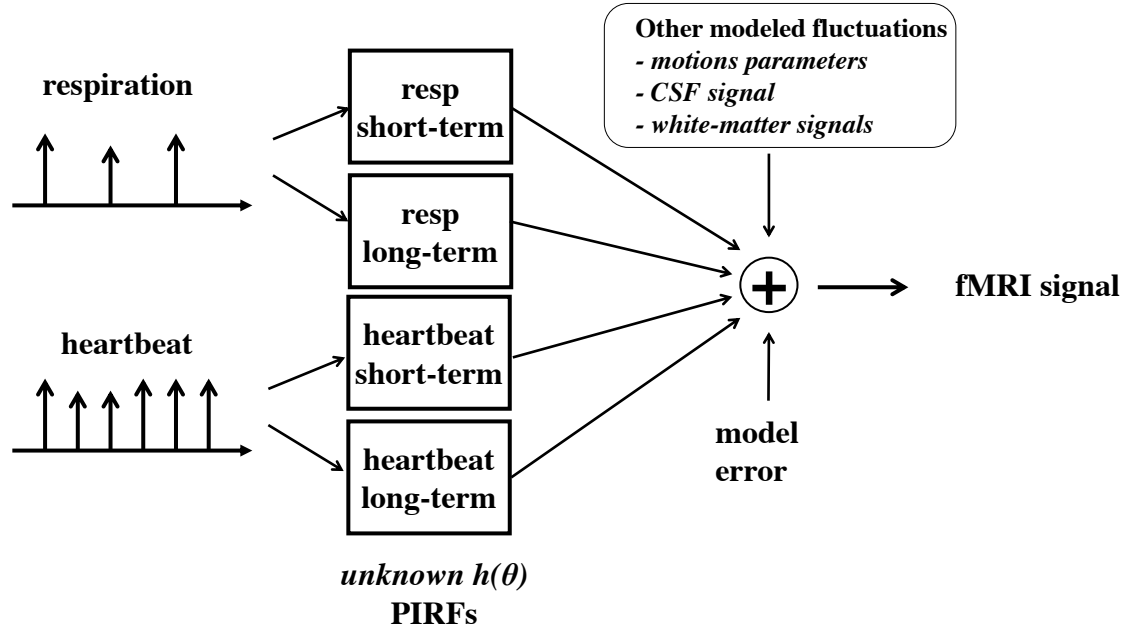 Other modeled fluctuations
- motions parameters
- CSF signal
- white-matter signals
respiration
resp
short-term
resp
long-term
+
fMRI signal
heartbeat
heartbeat
short-term
heartbeat
long-term
model
error
unknown h(θ)
PIRFs